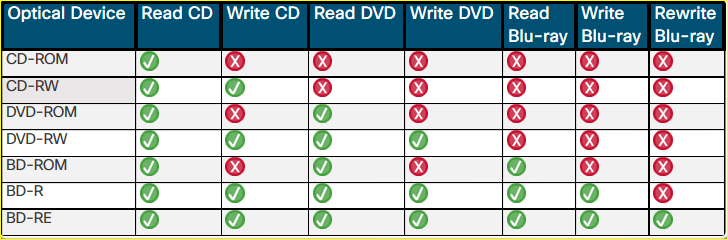 Optical Device Read CD Write CD Read DVD Write DVD Read Blu-ray Write Blu-ray Rewrite Blu-ray
CD-ROM
CD-RW
DVD-ROM
DVD-RW
BD-ROM
BD-R
BD-RE